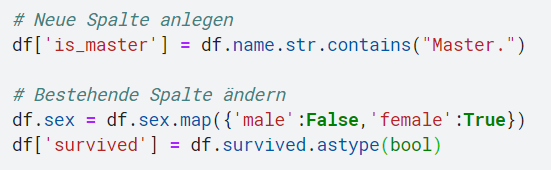 # Neue Spalte anlegen
df['is_master'] = df.name.str.contains("Master.")
# Bestehende Spalte ändern
df.sex = df.sex.map({'male':False,'female':True})
df['survived'] = df.survived.astype(bool)